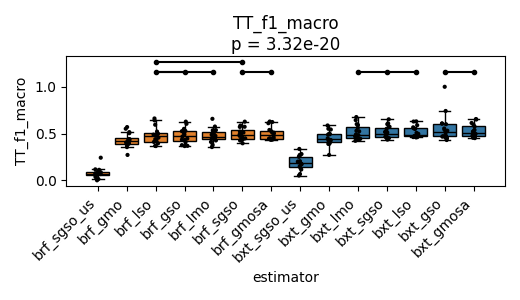 TT_f1_macro
p = 3.32e-20
TT_f1_macro
1.0
0.5
0.0
brf_sgso_us
brf_gmo
brf_lso
brf_gso
brf_lmo
brf_sgso
brf_gmosa
bxt_sgso_us
bxt_gmo
bxt_lmo
bxt_sgso
bxt_lso
bxt_gso
bxt_gmosa
estimator